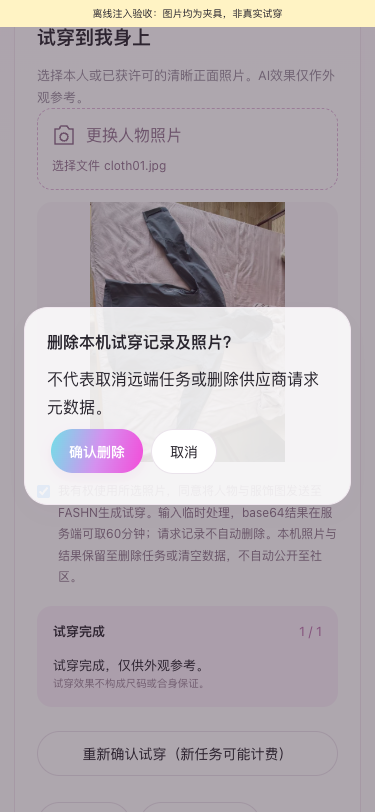 离线注入验收：图片均为夹具，非真实试穿
试穿到我身上
选择本人或已获许可的清晰正面照片。AI效果仅作外
观参考。
更换人物照片
选择文件 cloth01.jpg
删除本机试穿记录及照片？
不代表取消远端任务或删除供应商请求
元数据。
确认删除
取消
FASHN生成试穿。输入临时处理，base64结果在服
务端可取60分钟；请求记录不自动删除。本机照片与
结果保留至删除任务或清空数据，不自动公开至社
区。
试穿完成
1 / 1
试穿完成，仅供外观参考。
试穿效果不构成尺码或合身保证。
重新确认试穿（新任务可能计费）